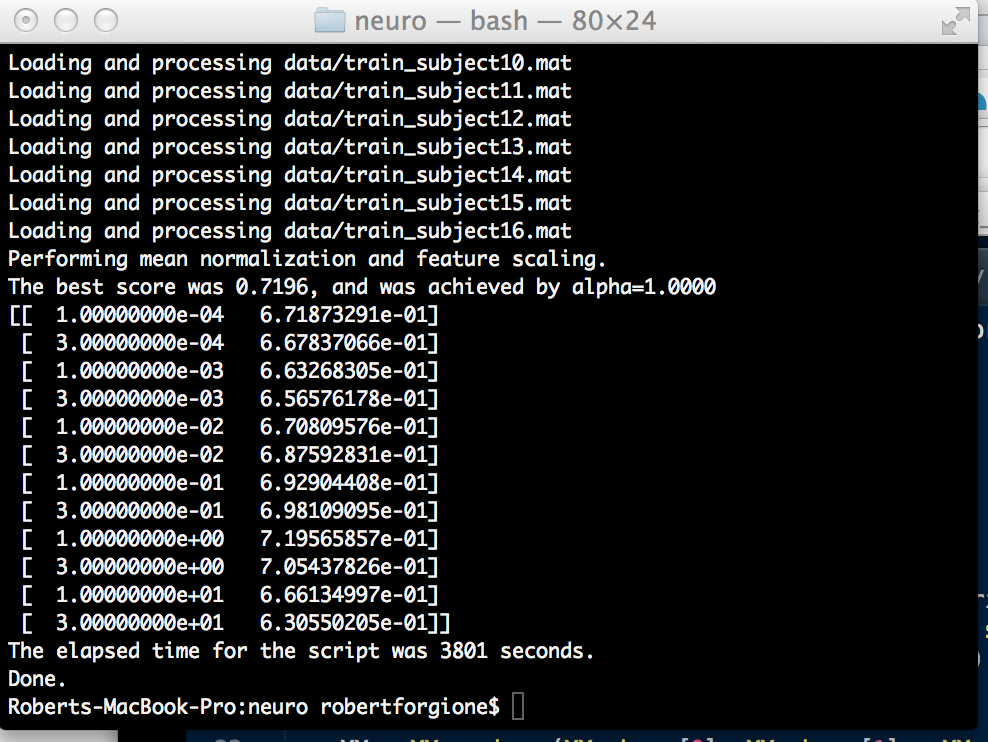 neuro — bash — 80×24
Loading and processing data/train_subject10.mat
Loading and processing data/train_subject11.mat
Loading and processing data/train_subject12.mat
Loading and processing data/train_subject13.mat
Loading and processing data/train_subject14.mat
Loading and processing data/train_subject15.mat
Loading and processing data/train_subject16.mat
Performing mean normalization and feature scaling.
The best score was 0.7196, and was achieved by alpha=1.0000
[[  1.00000000e-04   6.71873291e-01]
 [  3.00000000e-04   6.67837066e-01]
 [  1.00000000e-03   6.63268305e-01]
 [  3.00000000e-03   6.56576178e-01]
 [  1.00000000e-02   6.70809576e-01]
 [  3.00000000e-02   6.87592831e-01]
 [  1.00000000e-01   6.92904408e-01]
 [  3.00000000e-01   6.98109095e-01]
 [  1.00000000e+00   7.19565857e-01]
 [  3.00000000e+00   7.05437826e-01]
 [  1.00000000e+01   6.66134997e-01]
 [  3.00000000e+01   6.30550205e-01]]
The elapsed time for the script was 3801 seconds.
Done.
Roberts-MacBook-Pro:neuro robertforgione$